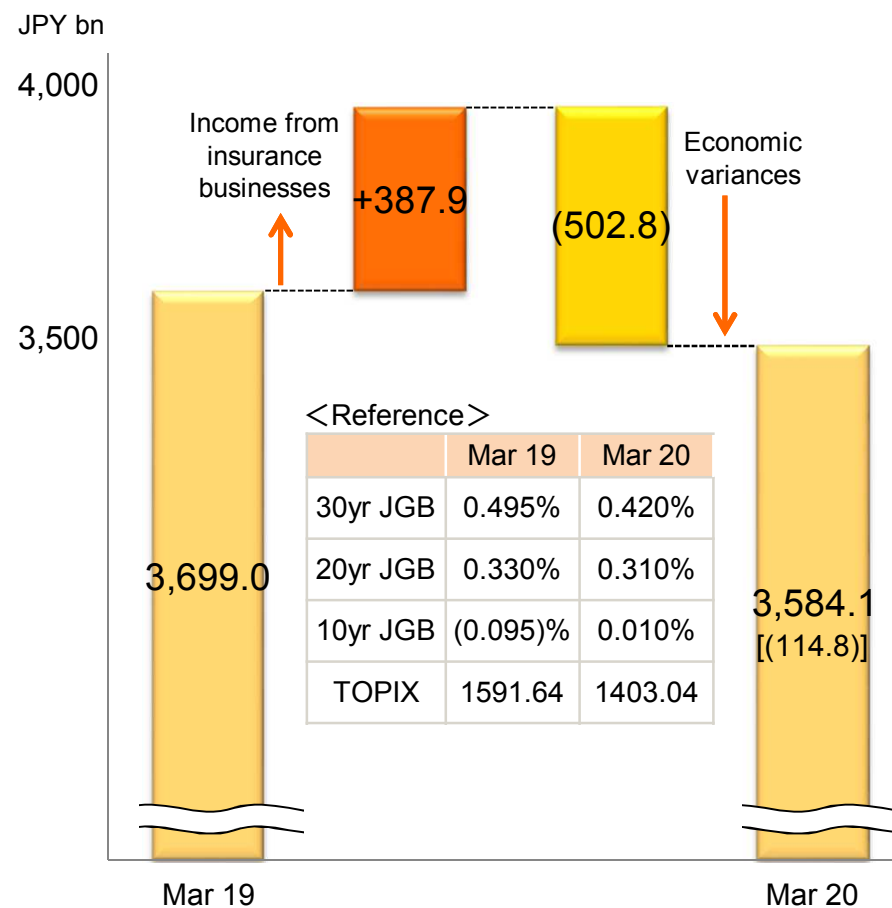 JPY bn
4,000
Income from
insurance
businesses
+387.9
(502.8)
Economic
variances
3,500
＜Reference＞
Mar 19 Mar 20
30yr JGB 0.495% 0.420%
20yr JGB 0.330% 0.310%
10yr JGB (0.095)% 0.010%
TOPIX 1591.64 1403.04
3,699.0
3,584.1
[(114.8)]
Mar 19
Mar 20